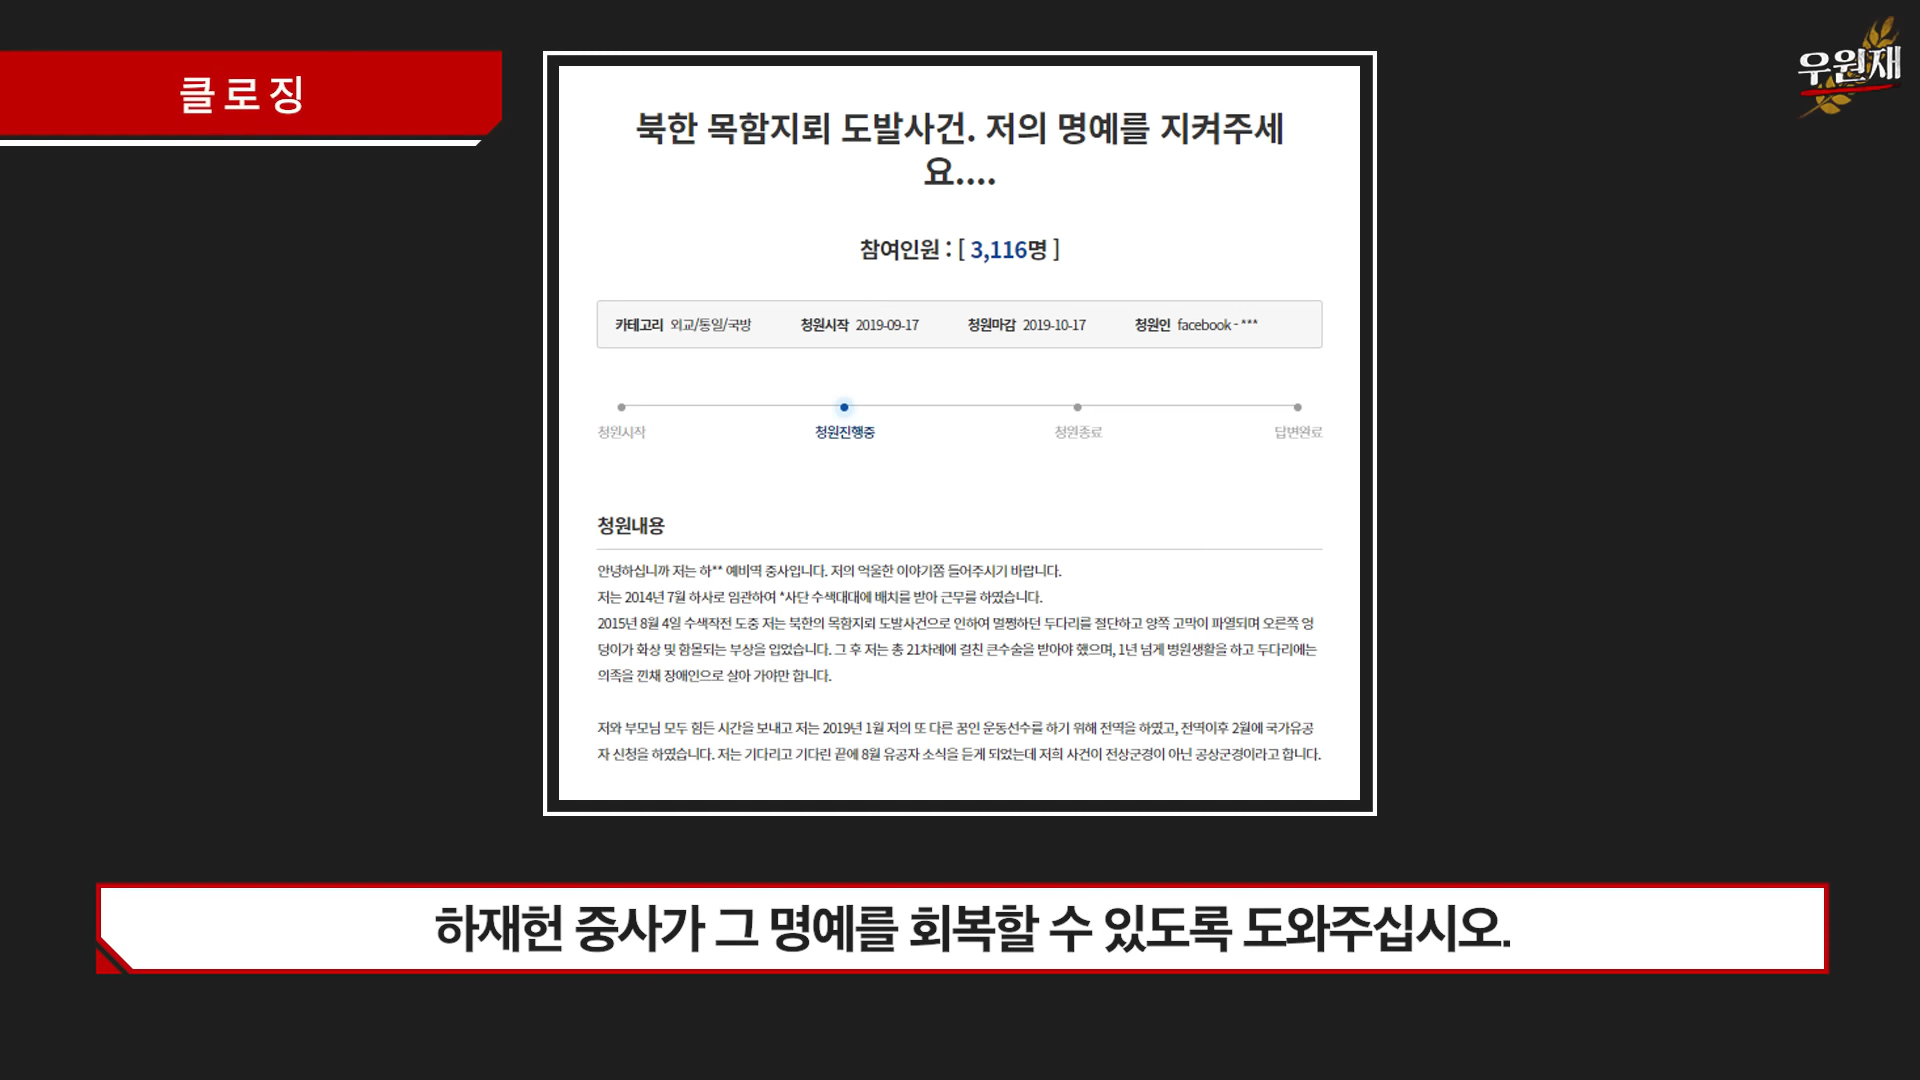 클로징
우원재
북한 목함지뢰 도발사건. 저의 명예를 지켜주세
요....
참여인원 : [ 3,116명 ]
카테고리 외교/통일/국방 청원시작 2019-09-17 청원마감 2019-10-17 청원인 facebook - ***
청원시작 청원진행중 청원종료 답변완료
청원내용
안녕하십니까 저는 하** 예비역 중사입니다. 저의 억울한 이야기쫌 들어주시기 바랍니다.
저는 2014년 7월 하사로 임관하여 *사단 수색대대에 배치를 받아 근무를 하였습니다.
2015년 8월 4일 수색작전 도중 저는 북한의 목함지뢰 도발사건으로 인하여 멀쩡하던 두다리를 절단하고 양쪽 고막이 파열되며 오른쪽 엉
덩이가 화상 및 함몰되는 부상을 입었습니다. 그 후 저는 총 21차례에 걸친 큰수술을 받아야 했으며, 1년 넘게 병원생활을 하고 두다리에는
의족을 낀채 장애인으로 살아 가야만 합니다.
저와 부모님 모두 힘든 시간을 보내고 저는 2019년 1월 저의 또 다른 꿈인 운동선수를 하기 위해 전역을 하였고, 전역이후 2월에 국가유공
자 신청을 하였습니다. 저는 기다리고 기다린 끝에 8월 유공자 소식을 듣게 되었는데 저희 사건이 전상군경이 아닌 공상군경이라고 합니다.
하재헌 중사가 그 명예를 회복할 수 있도록 도와주십시오.